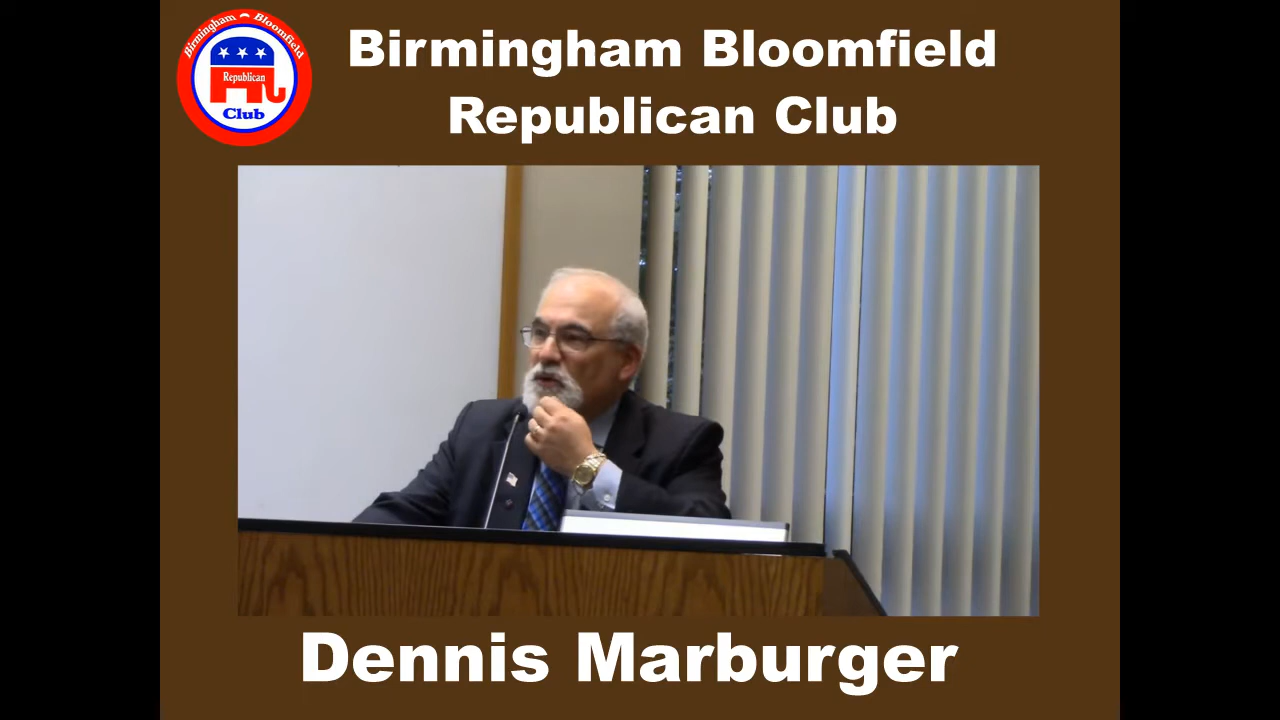 Birmingham Bloomfield
Republican
Club
Birmingham Bloomfield
Republican Club
Dennis Marburger